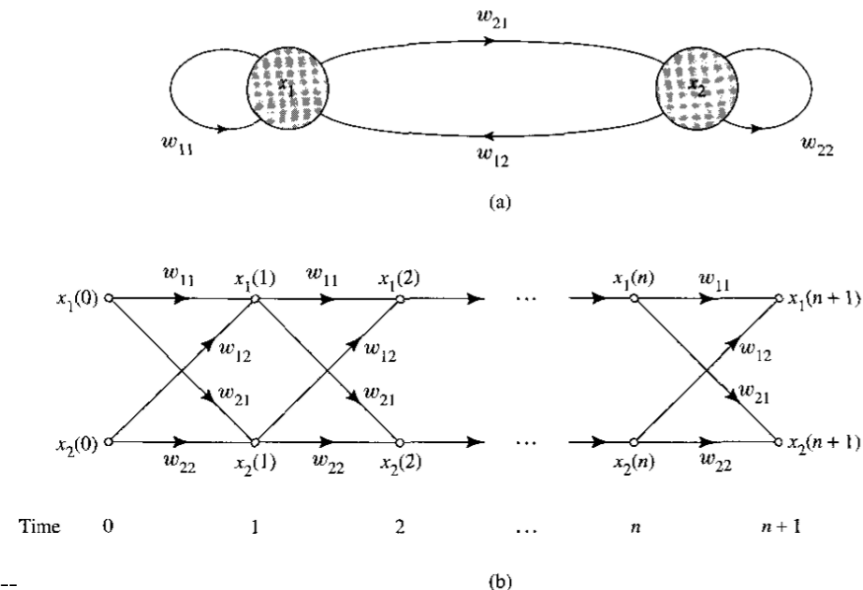 w21
x1 x2
w11 w12 w22
(a)
w11 x1(1) w11 x1(2) x1(n) w11
x1(0) ... x1(n + 1)
w12 w12 w12
w21 w21 w21
x2(0) ... x2(n + 1)
w22 x2(1) w22 x2(2) x2(n) w22
Time 0 1 2 ... n n + 1
-- (b)